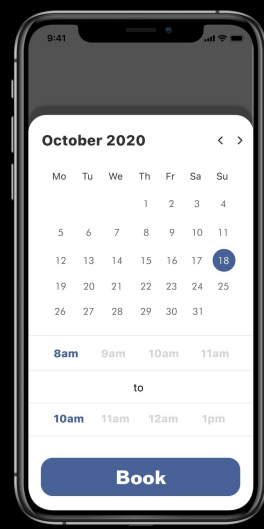 9:41
October 2020 < >
Mo Tu We Th Fr Sa Su
1 2 3 4
5 6 7 8 9 10 11
12 13 14 15 16 17 18
19 20 21 22 23 24 25
26 27 28 29 30 31
8am 9am 10am 11am
to
10am 11am 12am 1pm
Book